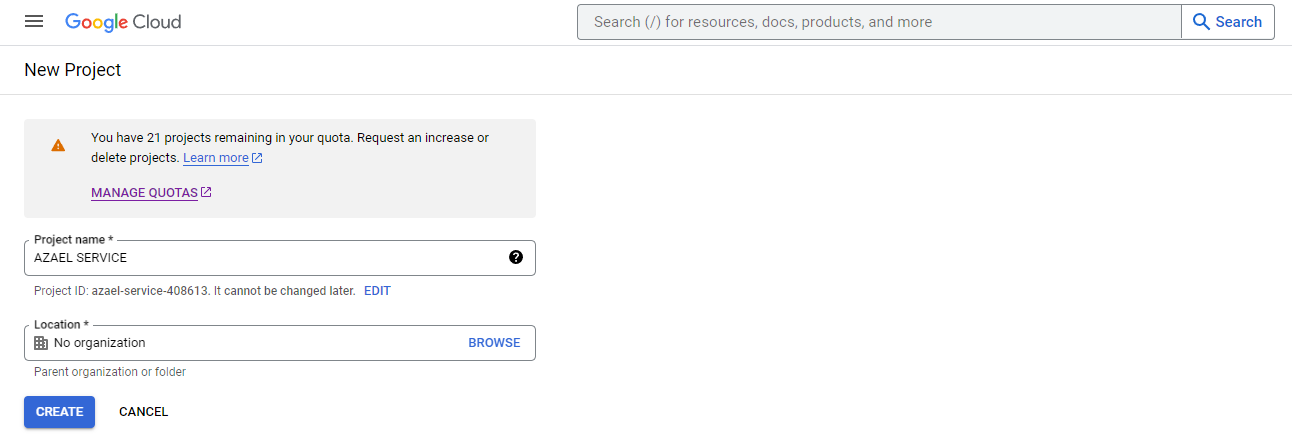 Google Cloud
Search (/) for resources, docs, products, and more
Search
New Project
You have 21 projects remaining in your quota. Request an increase or
delete projects. Learn more
MANAGE QUOTAS
Project name *
AZAEL SERVICE
Project ID: azael-service-408613. It cannot be changed later. EDIT
Location *
No organization
BROWSE
Parent organization or folder
CREATE
CANCEL